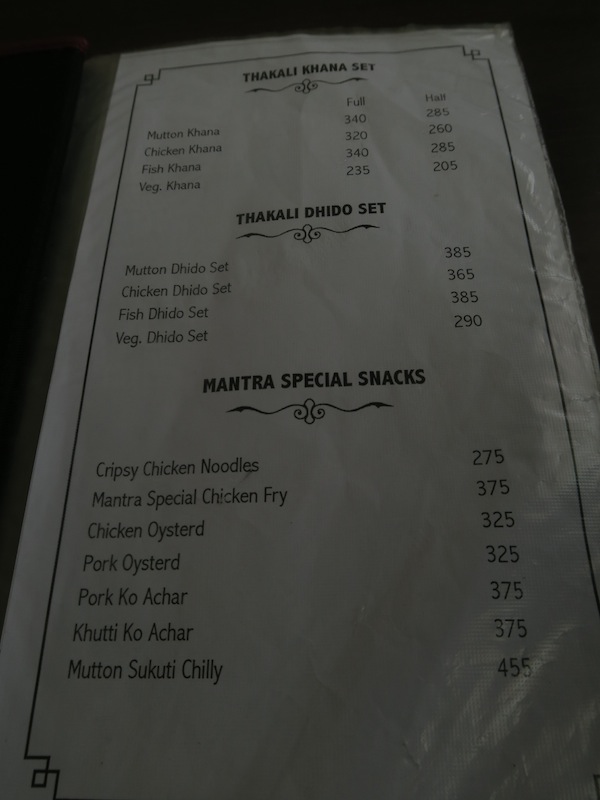 THAKALI KHANA SET
Full Half
Mutton Khana 340 285
Chicken Khana 320 260
Fish Khana 340 285
Veg. Khana 235 205
THAKALI DHIDO SET
Mutton Dhido Set 385
Chicken Dhido Set 365
Fish Dhido Set 385
Veg. Dhido Set 290
MANTRA SPECIAL SNACKS
Cripsy Chicken Noodles 275
Mantra Special Chicken Fry 375
Chicken Oysterd 325
Pork Oysterd 325
Pork Ko Achar 375
Khutti Ko Achar 375
Mutton Sukuti Chilly 455